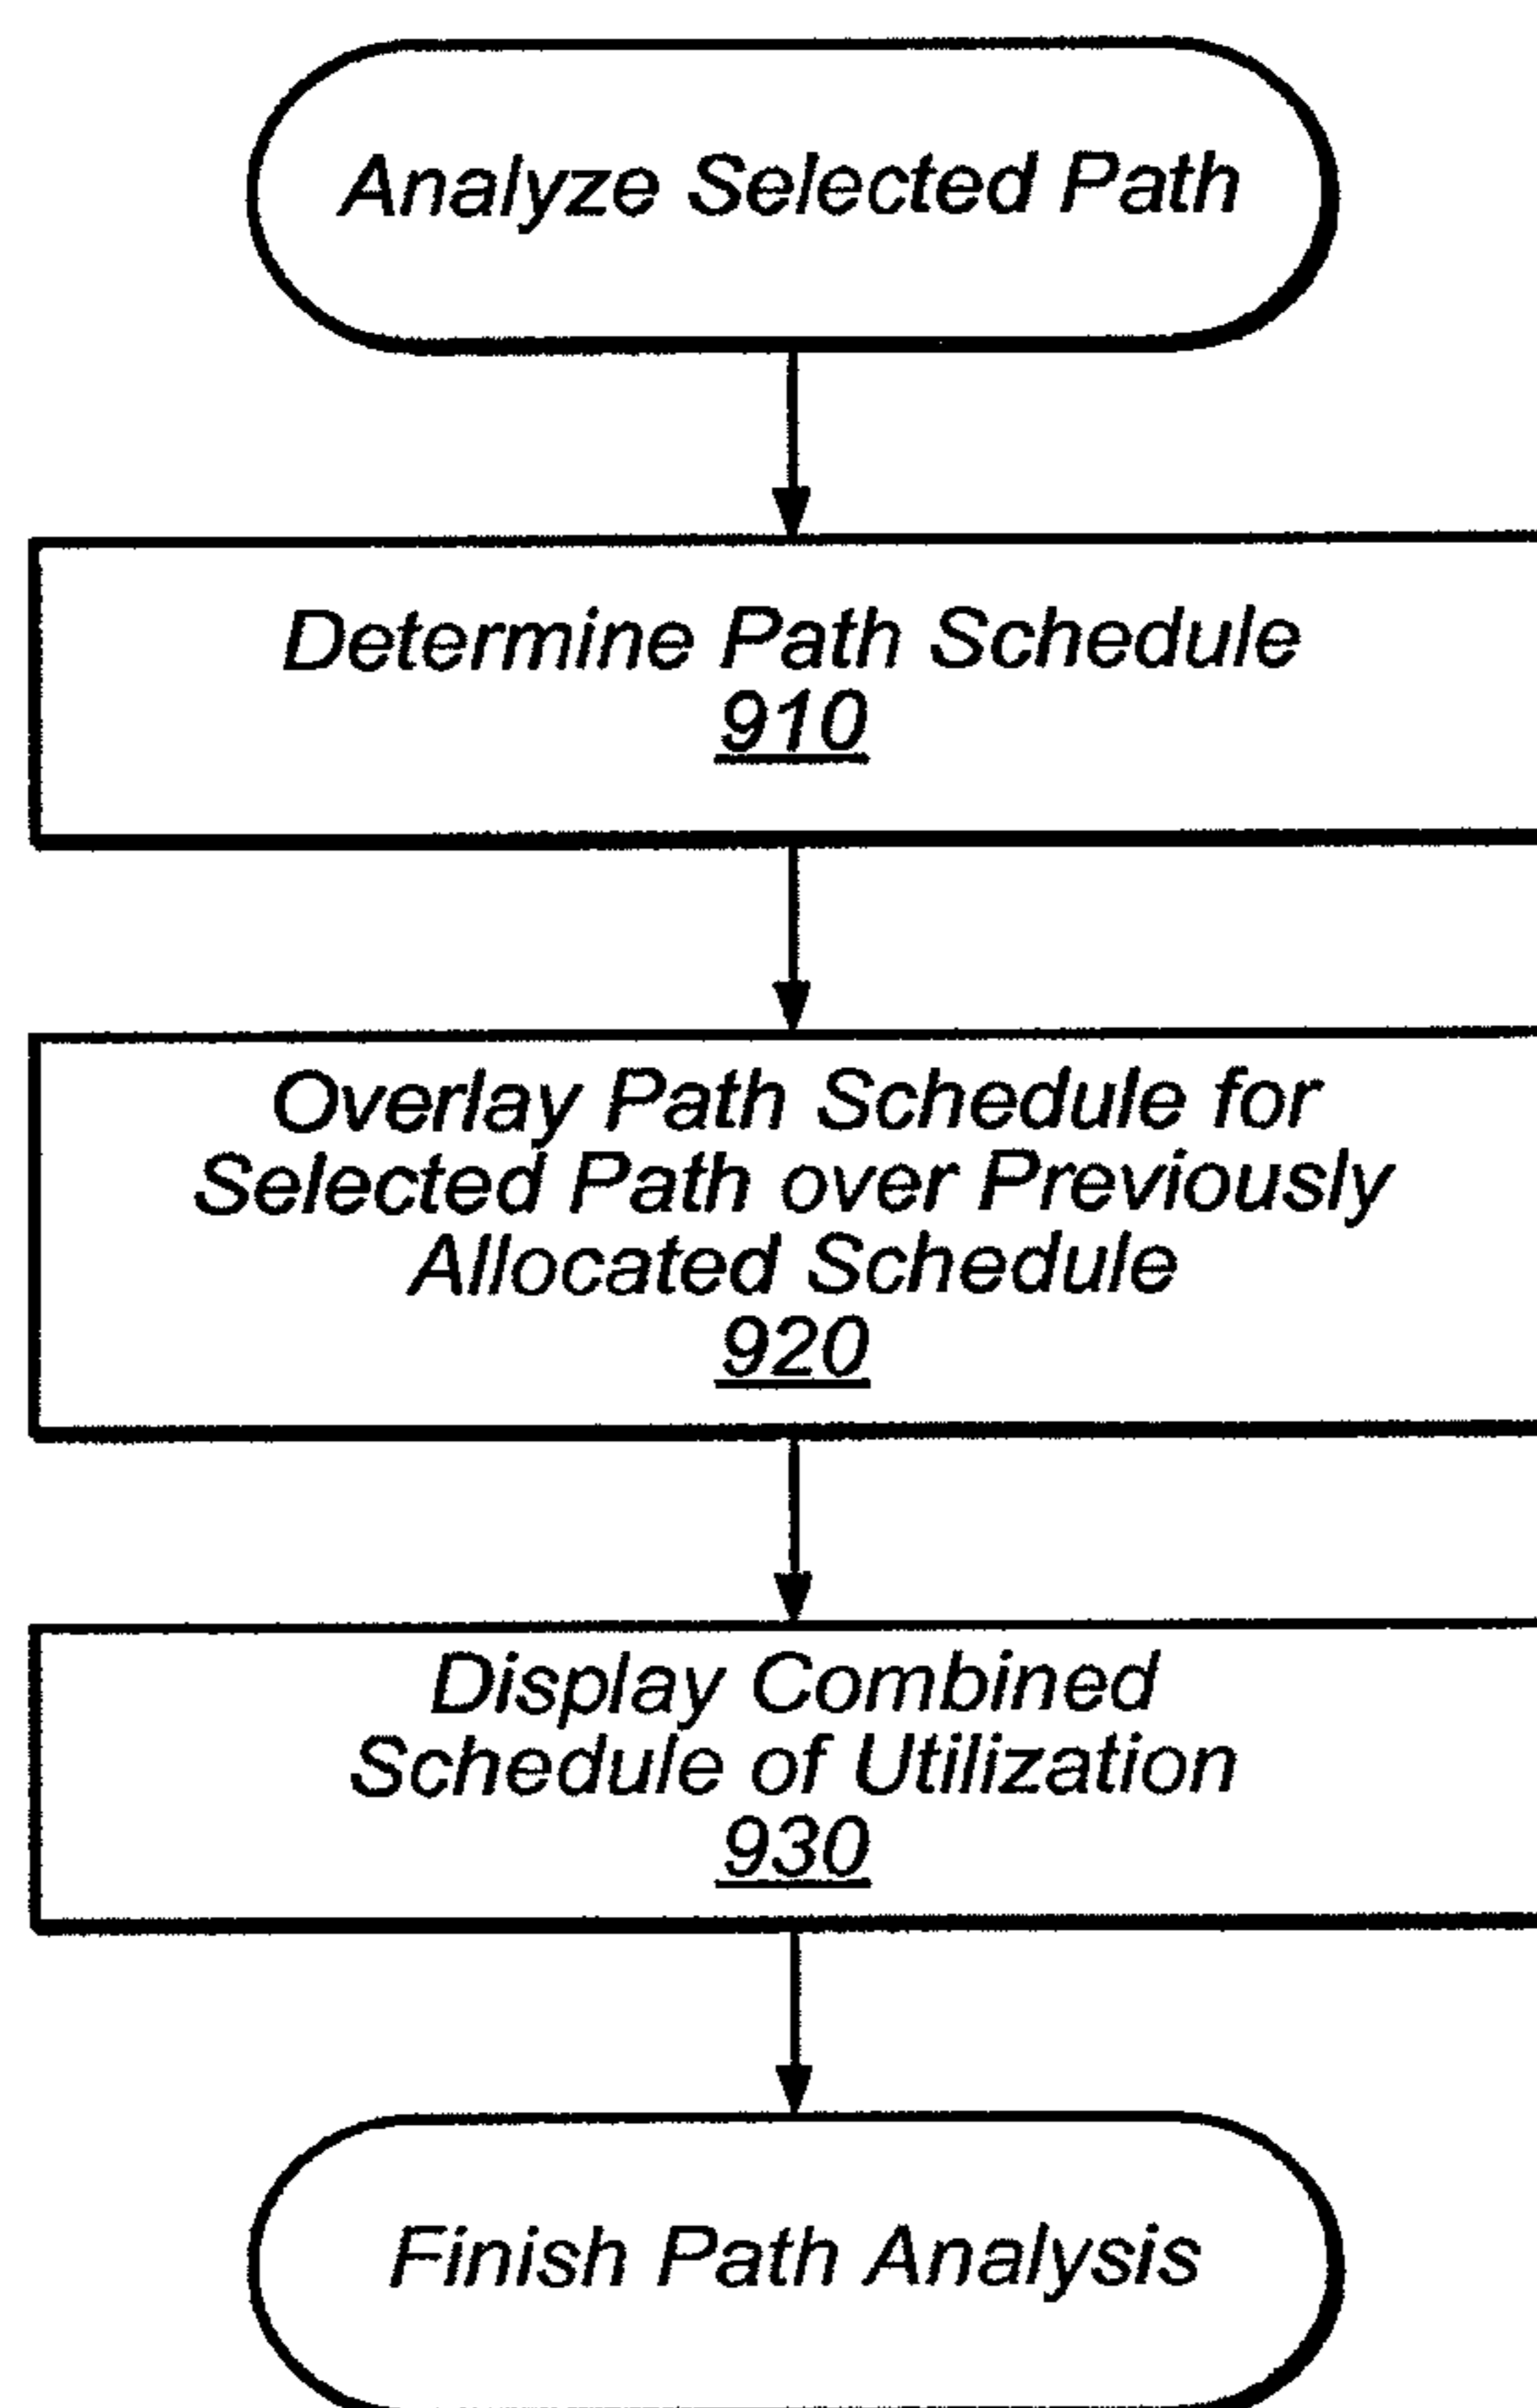 Analyze Selected Path
Determine Path Schedule
910
Overlay Path Schedule for
Selected Path over Previously
Allocated Schedule
920
Display Combined
Schedule of Utilization
930
Finish Path Analysis